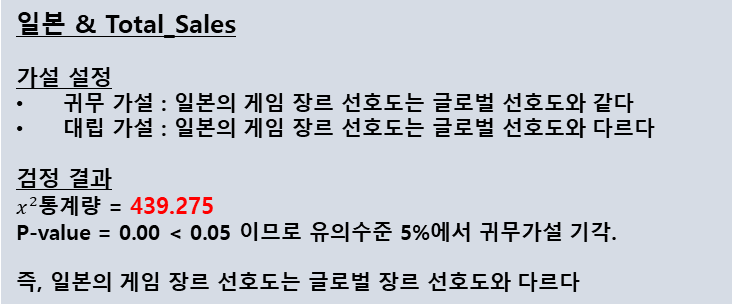 일본 & Total_Sales
가설 설정
• 귀무 가설 : 일본의 게임 장르 선호도는 글로벌 선호도와 같다
• 대립 가설 : 일본의 게임 장르 선호도는 글로벌 선호도와 다르다
검정 결과
𝑥²통계량 = 439.275
P-value = 0.00 < 0.05 이므로 유의수준 5%에서 귀무가설 기각.
즉, 일본의 게임 장르 선호도는 글로벌 장르 선호도와 다르다